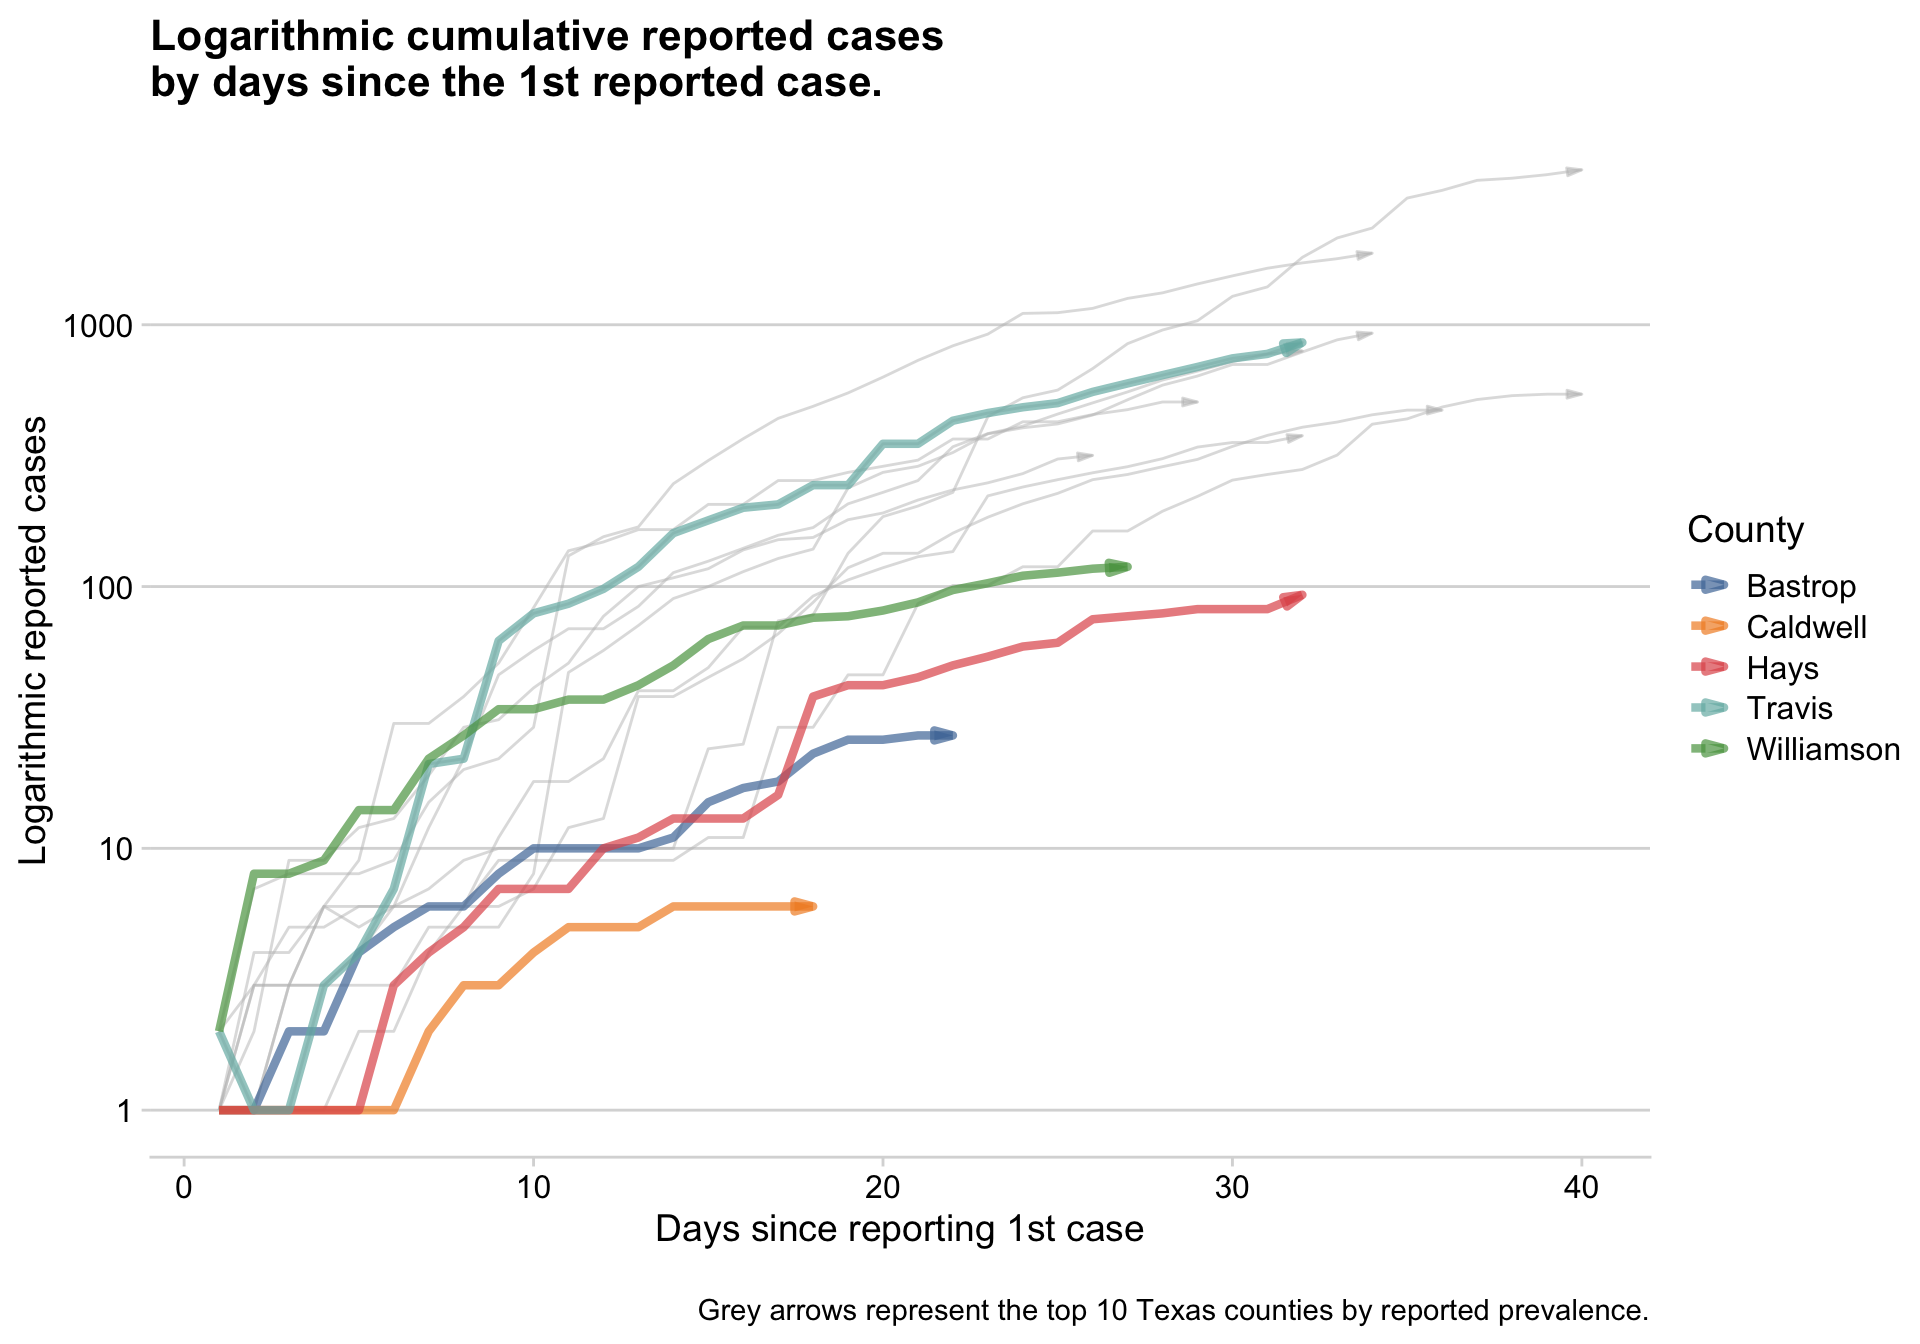 Logarithmic cumulative reported cases
by days since the 1st reported case.
Logarithmic reported cases
1000
100
10
1
0 10 20 30 40
Days since reporting 1st case
County
Bastrop
Caldwell
Hays
Travis
Williamson
Grey arrows represent the top 10 Texas counties by reported prevalence.